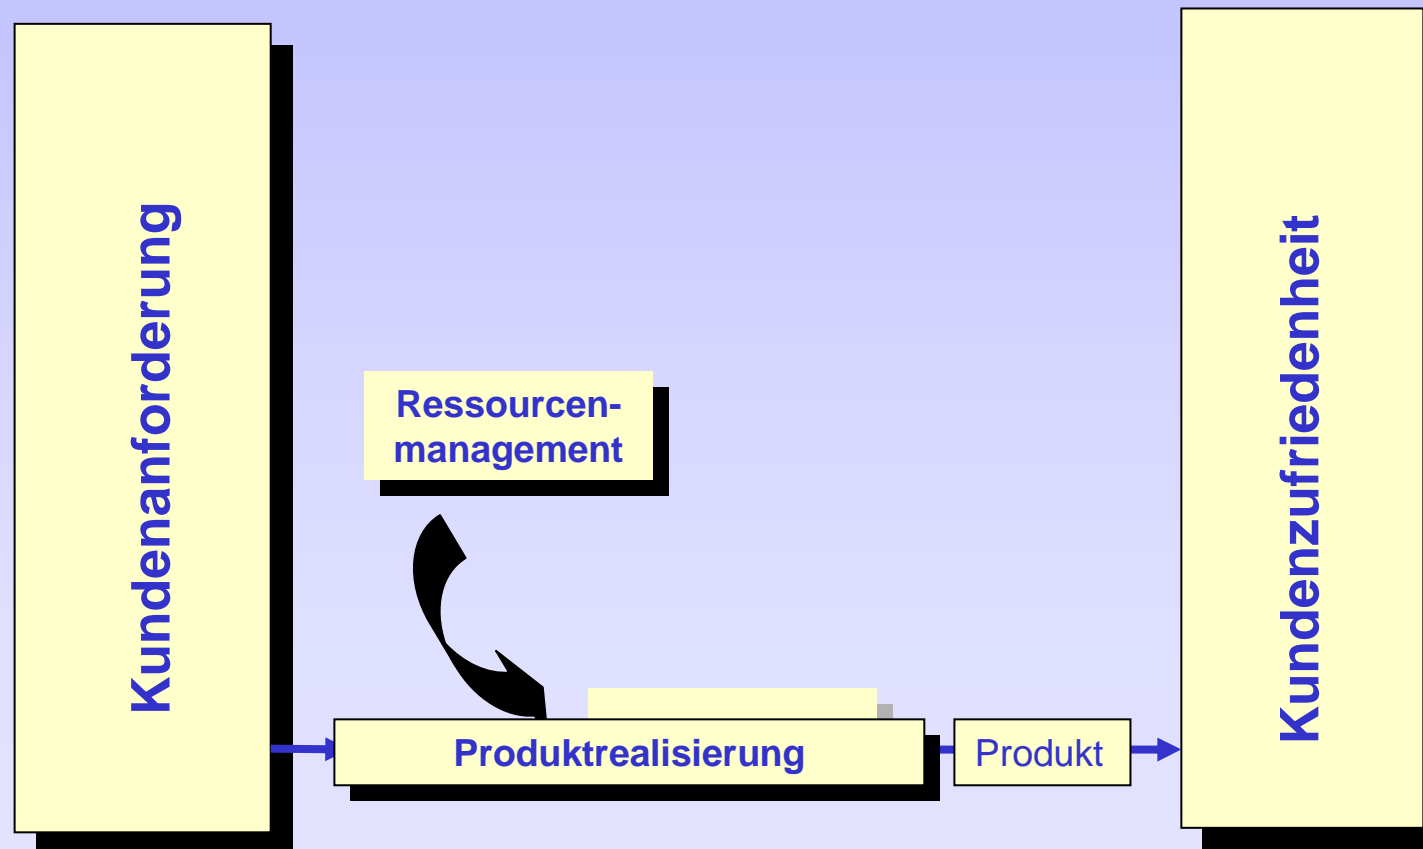 Kundenanforderung
Ressourcen-
management
Produktrealisierung
Produkt
Kundenzufriedenheit